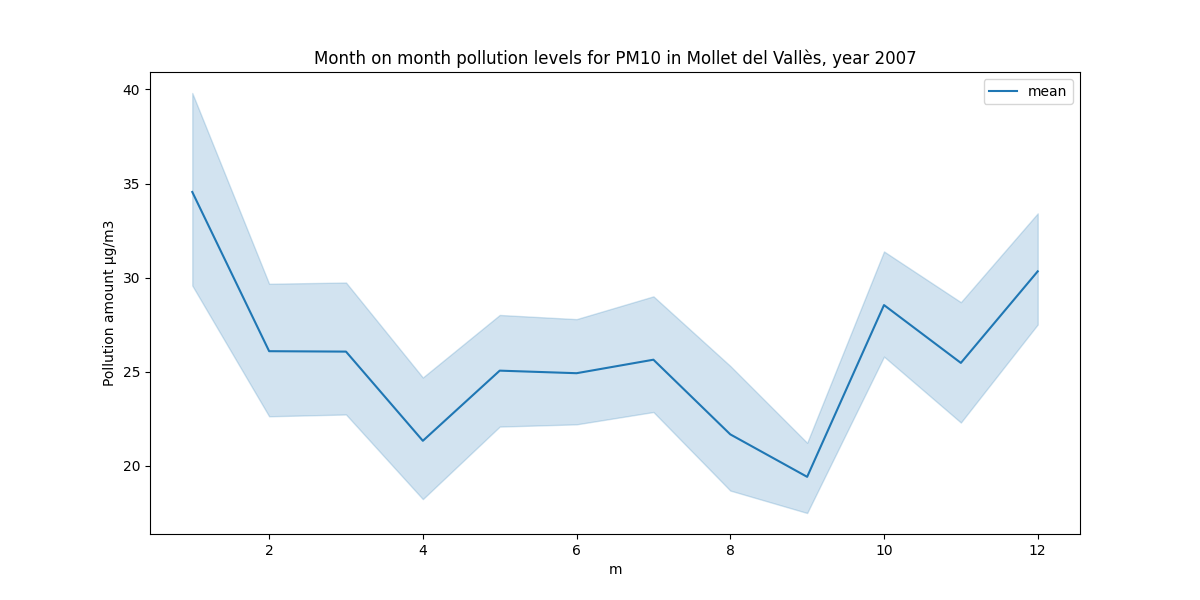 Month on month pollution levels for PM10 in Mollet del Vallès, year 2007
mean
Pollution amount µg/m3
40
35
30
25
20
2 4 6 8 10 12
m